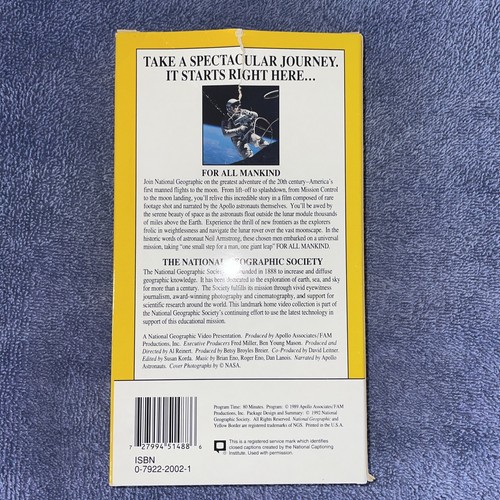 TAKE A SPECTACULAR JOURNEY.
IT STARTS RIGHT HERE...
FOR ALL MANKIND
Join National Geographic on the greatest adventure of the 20th century–America's
first manned flights to the moon. From lift-off to splashdown, from Mission Control
to the moon landing, you'll relive this incredible story in a film composed of rare
footage shot and narrated by the Apollo astronauts themselves. You'll be awed by
the serene beauty of space as the astronauts float outside the lunar module thousands
of miles above the Earth. Experience the thrill of new frontiers as the explorers
frolic in weightlessness and navigate the lunar rover over the vast moonscape. In the
historic words of astronaut Neil Armstrong, these chosen men embarked on a universal
mission, taking "one small step for a man, one giant leap" FOR ALL MANKIND.
THE NATIONAL GEOGRAPHIC SOCIETY
The National Geographic Society founded in 1888 to increase and diffuse
geographic knowledge. It has been dedicated to the exploration of earth, sea, and sky
for more than a century. The Society fulfills its mission through vivid eyewitness
journalism, award-winning photography and cinematography, and support for scientific
research around the world. This landmark home video collection is part of
the National Geographic Society's continuing effort to use the latest technology in
support of its educational mission.
A National Geographic Video Presentation. Produced by Apollo Associates/FAM
Productions, Inc. Executive Producers Fred Miller, Ben Young Mason. Produced and
Directed by Al Reinert. Produced by Betsy Broyles Breier. Co-Produced by David Leitner.
Edited by Susan Korda. Music by Brian Eno, Roger Eno, Dan Lanois. Narrated by Apollo
Astronauts. Cover Photographs by © NASA.
Program Time: 80 Minutes. Program: © 1989 Apollo Associates/FAM
Productions, Inc. Package Design and Summary: © 1992 National
Geographic Society. All Rights Reserved. National Geographic and
Yellow Border are registered trademarks of NGS. Printed in the U.S.A.
This is a registered service mark which identifies
closed captions created by the National Captioning
Institute. Used with permission.
7 27994 51488 6
ISBN
0-7922-2002-1